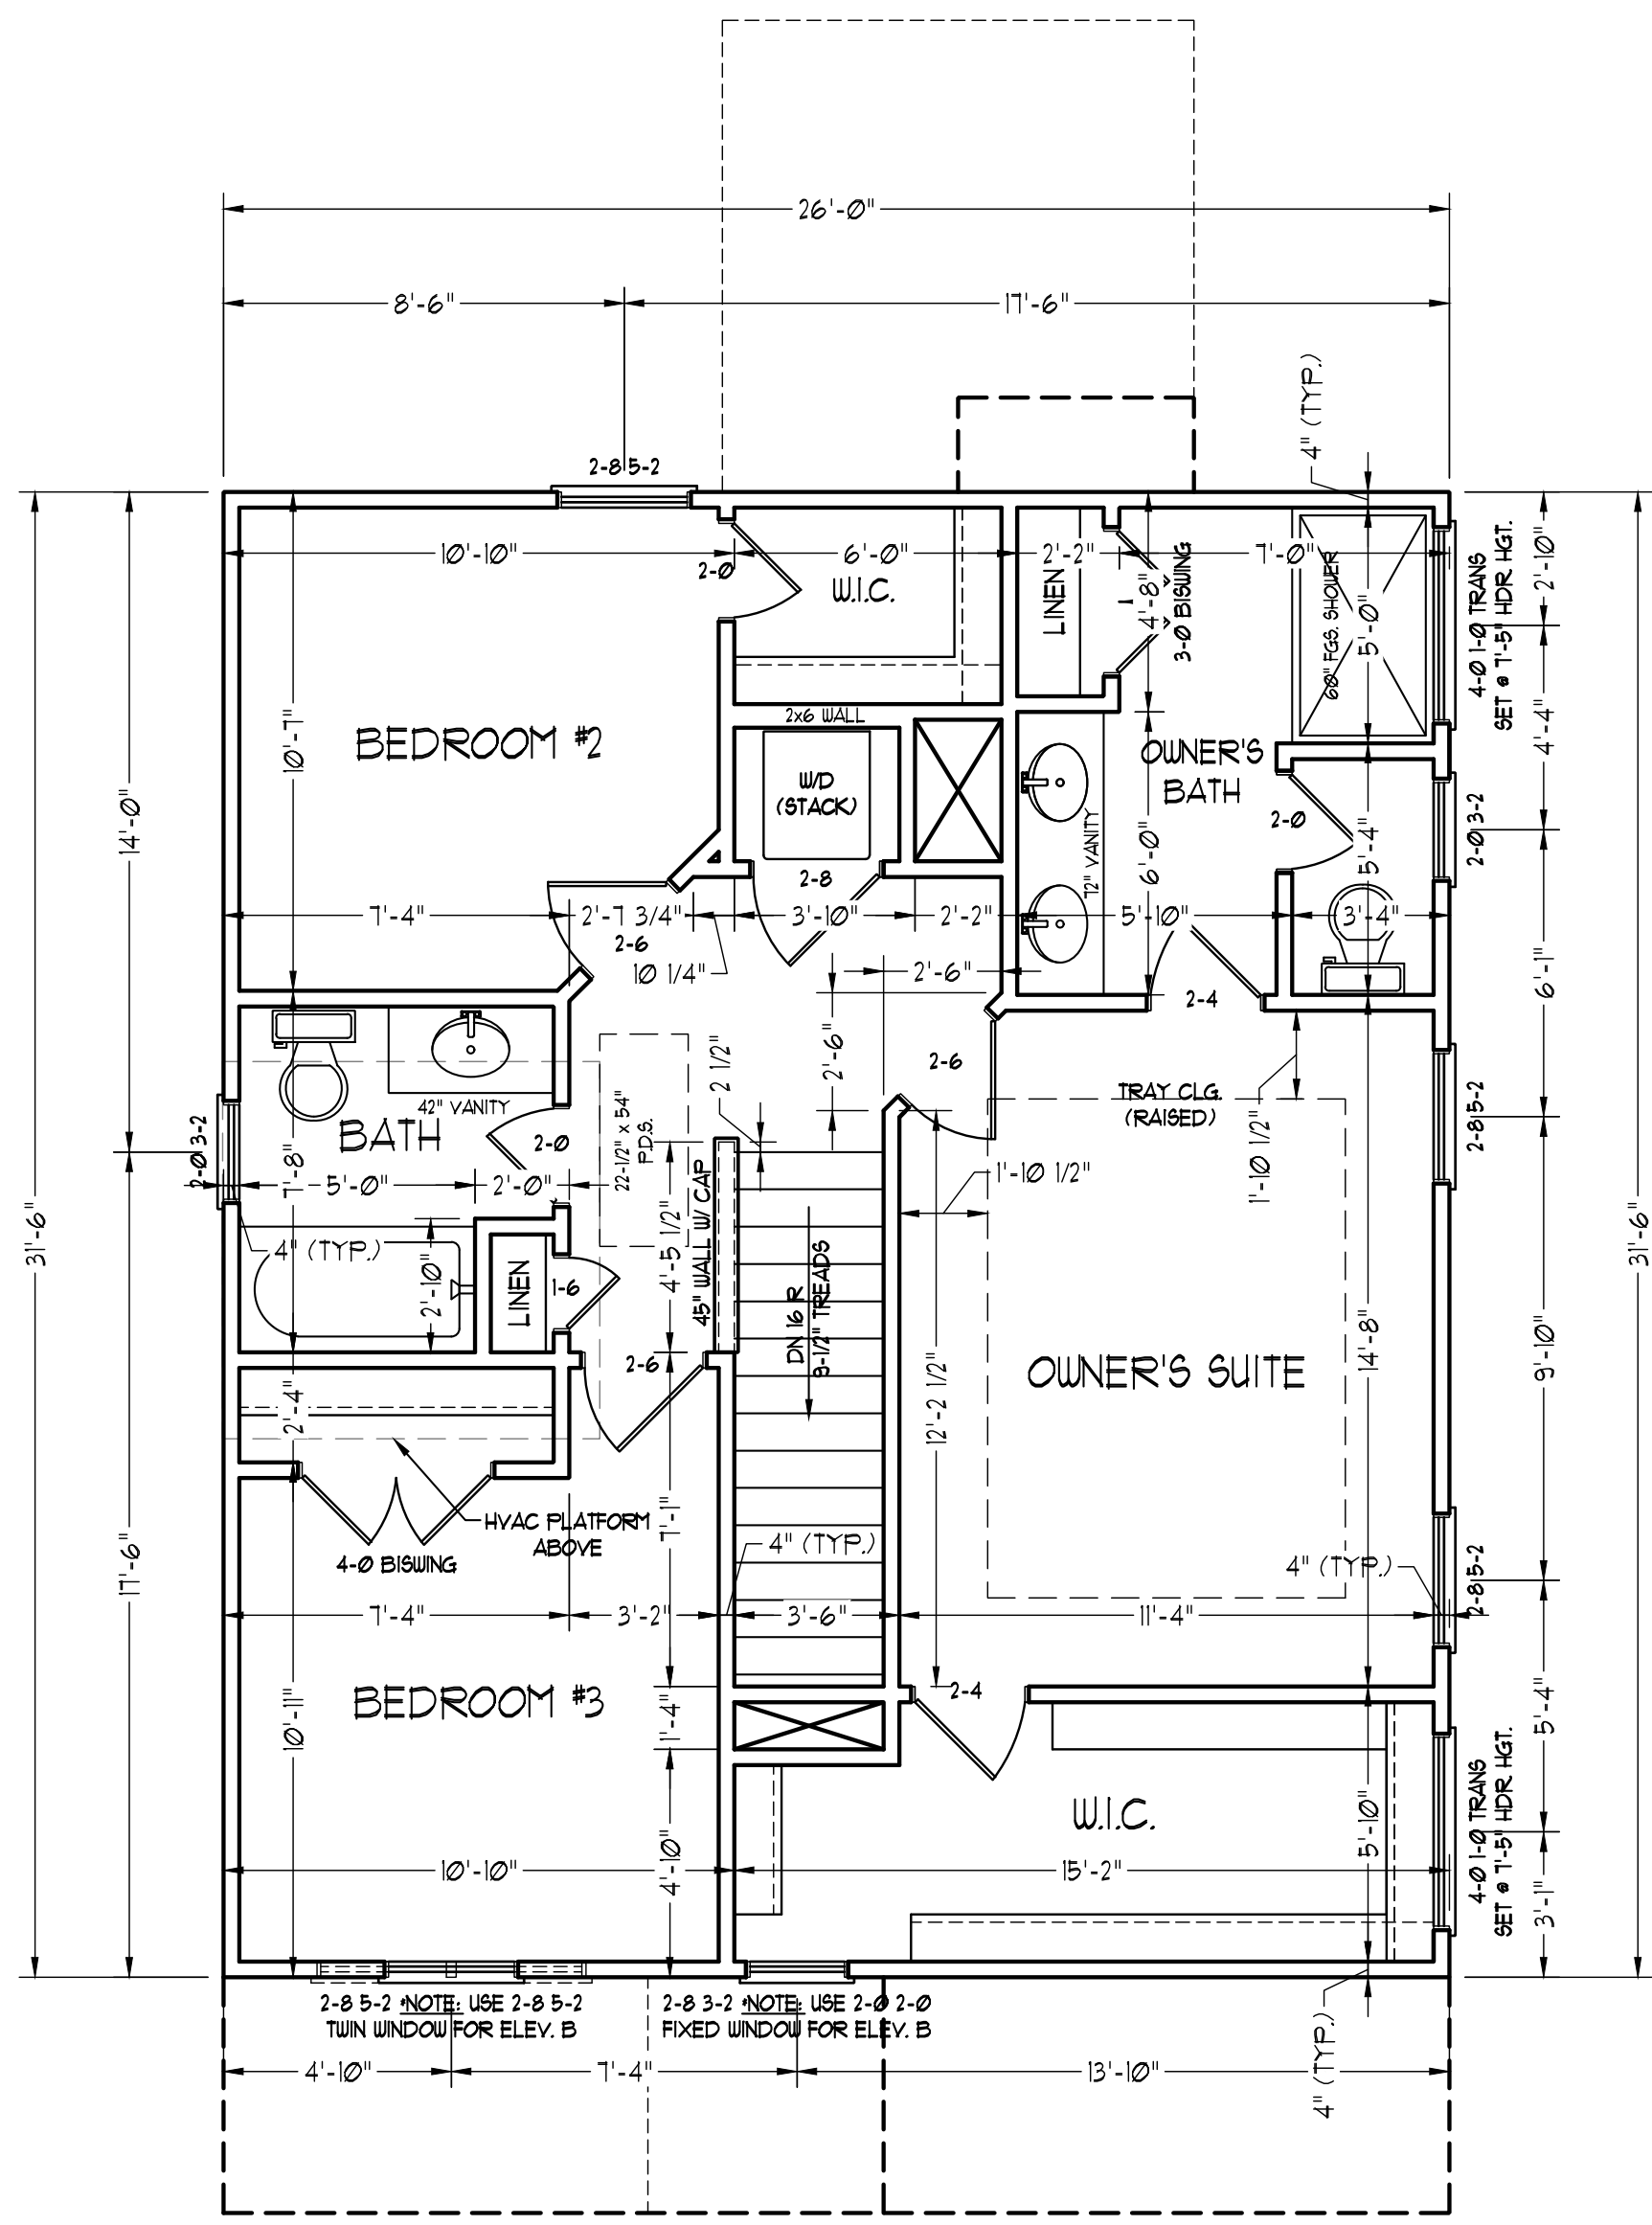 26'-0"
8'-6"
17'-6"
4" (TYP.)
2-8 5-2
10'-10"
2-0
6'-0"
W.I.C.
2'-2"
LINEN
4'-8"
3-0 BISWING
7'-0"
60" FGS. SHOWER
5'-0"
4-0 1-0 TRANS
SET @ 7'-5" HDR HGT.
2'-10"
4'-4"
10'-7"
BEDROOM #2
2x6 WALL
W/D
(STACK)
2-8
OWNER'S
BATH
72" VANITY
6'-0"
2-0
5'-4"
2-0 3-2
14'-0"
7'-4"
2'-7 3/4"
3'-10"
2'-2"
5'-10"
3'-4"
2-6
10 1/4"
2'-6"
2-4
6'-1"
2'-6"
2-6
2 1/2"
42" VANITY
BATH
2-0
22-1/2" x 54"
P.D.S.
TRAY CLG.
(RAISED)
1'-10 1/2"
2-8 5-2
2-0 3-2
7'-8"
5'-0"
2'-0"
1'-10 1/2"
31'-6"
31'-6"
4" (TYP.)
2'-10"
LINEN
1-6
4'-5 1/2"
45" WALL W/ CAP
DN 16 R
9-1/2" TREADS
2-6
12'-2 1/2"
OWNER'S SUITE
14'-8"
9'-10"
2'-4"
HVAC PLATFORM
ABOVE
4-0 BISWING
7'-1"
4" (TYP.)
4" (TYP.)
2-8 5-2
17'-6"
7'-4"
3'-2"
3'-6"
11'-4"
BEDROOM #3
10'-11"
1'-4"
2-4
5'-4"
W.I.C.
4-0 1-0 TRANS
SET @ 7'-5" HDR HGT.
10'-10"
4'-10"
15'-2"
5'-10"
3'-1"
2-8 5-2 *NOTE: USE 2-8 5-2
TWIN WINDOW FOR ELEV. B
2-8 3-2 *NOTE: USE 2-0 2-0
FIXED WINDOW FOR ELEV. B
4'-10"
7'-4"
13'-10"
4" (TYP.)